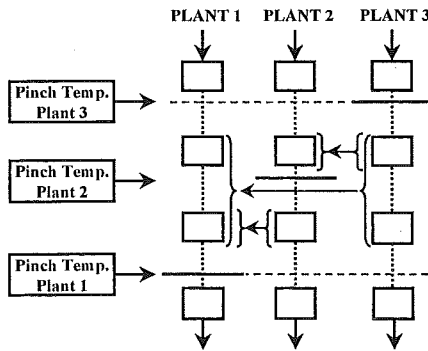 PLANT 1 PLANT 2 PLANT 3
Pinch Temp.
Plant 3
Pinch Temp.
Plant 2
Pinch Temp.
Plant 1